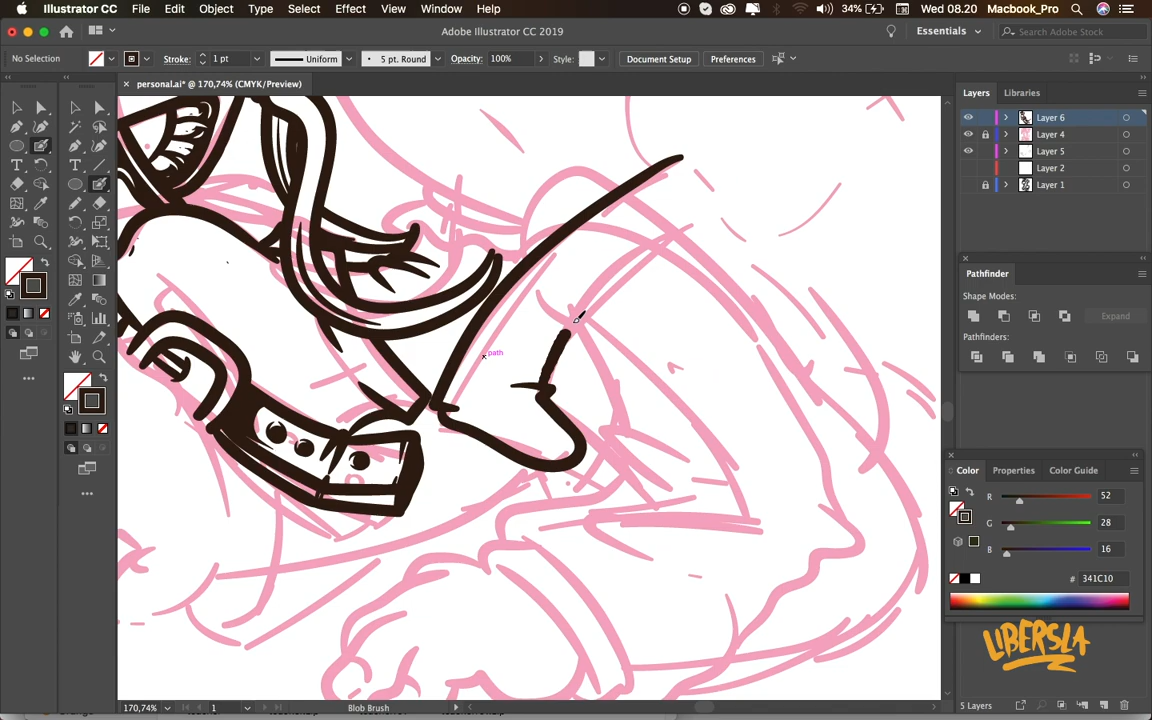 Illustrator CC File Edit Object Type Select Effect View Window Help 34% Wed 08.20 Macbook_Pro
Adobe Illustrator CC 2019 Essentials Search Adobe Stock
No Selection Stroke: 1 pt Uniform 5 pt. Round Opacity: 100% Style: Document Setup Preferences
× personal.ai* @ 170,74% (CMYK/Preview)
Layers Libraries
Layer 6
Layer 4
Layer 5
Layer 2
Layer 1
Pathfinder
Shape Modes:
Expand
Pathfinders:
path
Color Properties Color Guide
R 52
G 28
B 16
# 341C10
LIBERSLA
170,74% 1 Blob Brush 5 Layers